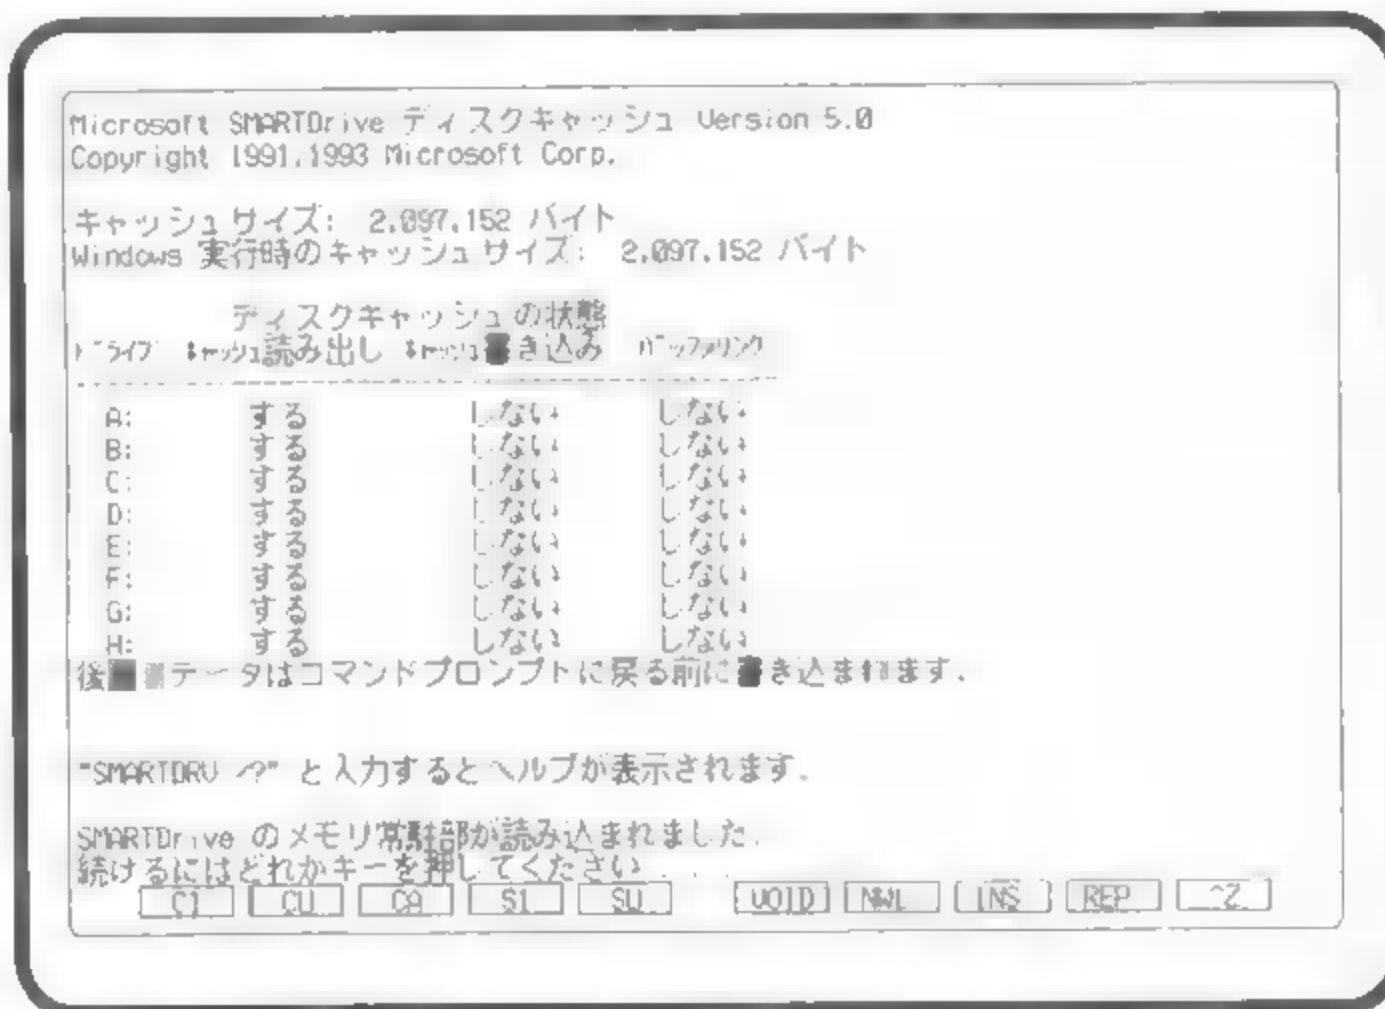 Microsoft SMARTDrive ディスクキャッシュ Version 5.0
Copyright 1991,1993 Microsoft Corp.
キャッシュサイズ: 2,097,152 バイト
Windows 実行時のキャッシュサイズ: 2,097,152 バイト
ディスクキャッシュの状態
ドライブ キャッシュ読み出し キャッシュ書き込み バッファリング
A: する しない しない
B: する しない しない
C: する しない しない
D: する しない しない
E: する しない しない
F: する しない しない
G: する しない しない
H: する しない しない
データはコマンドプロンプトに戻る前に書き込まれます.
"SMARTDRV /?" と入力するとヘルプが表示されます.
SMARTDrive のメモリ常駐部が読み込まれました.
続けるにはどれかキーを押してください . . .
C1 CU CA S1 SU VOID NWL INS REP ^Z